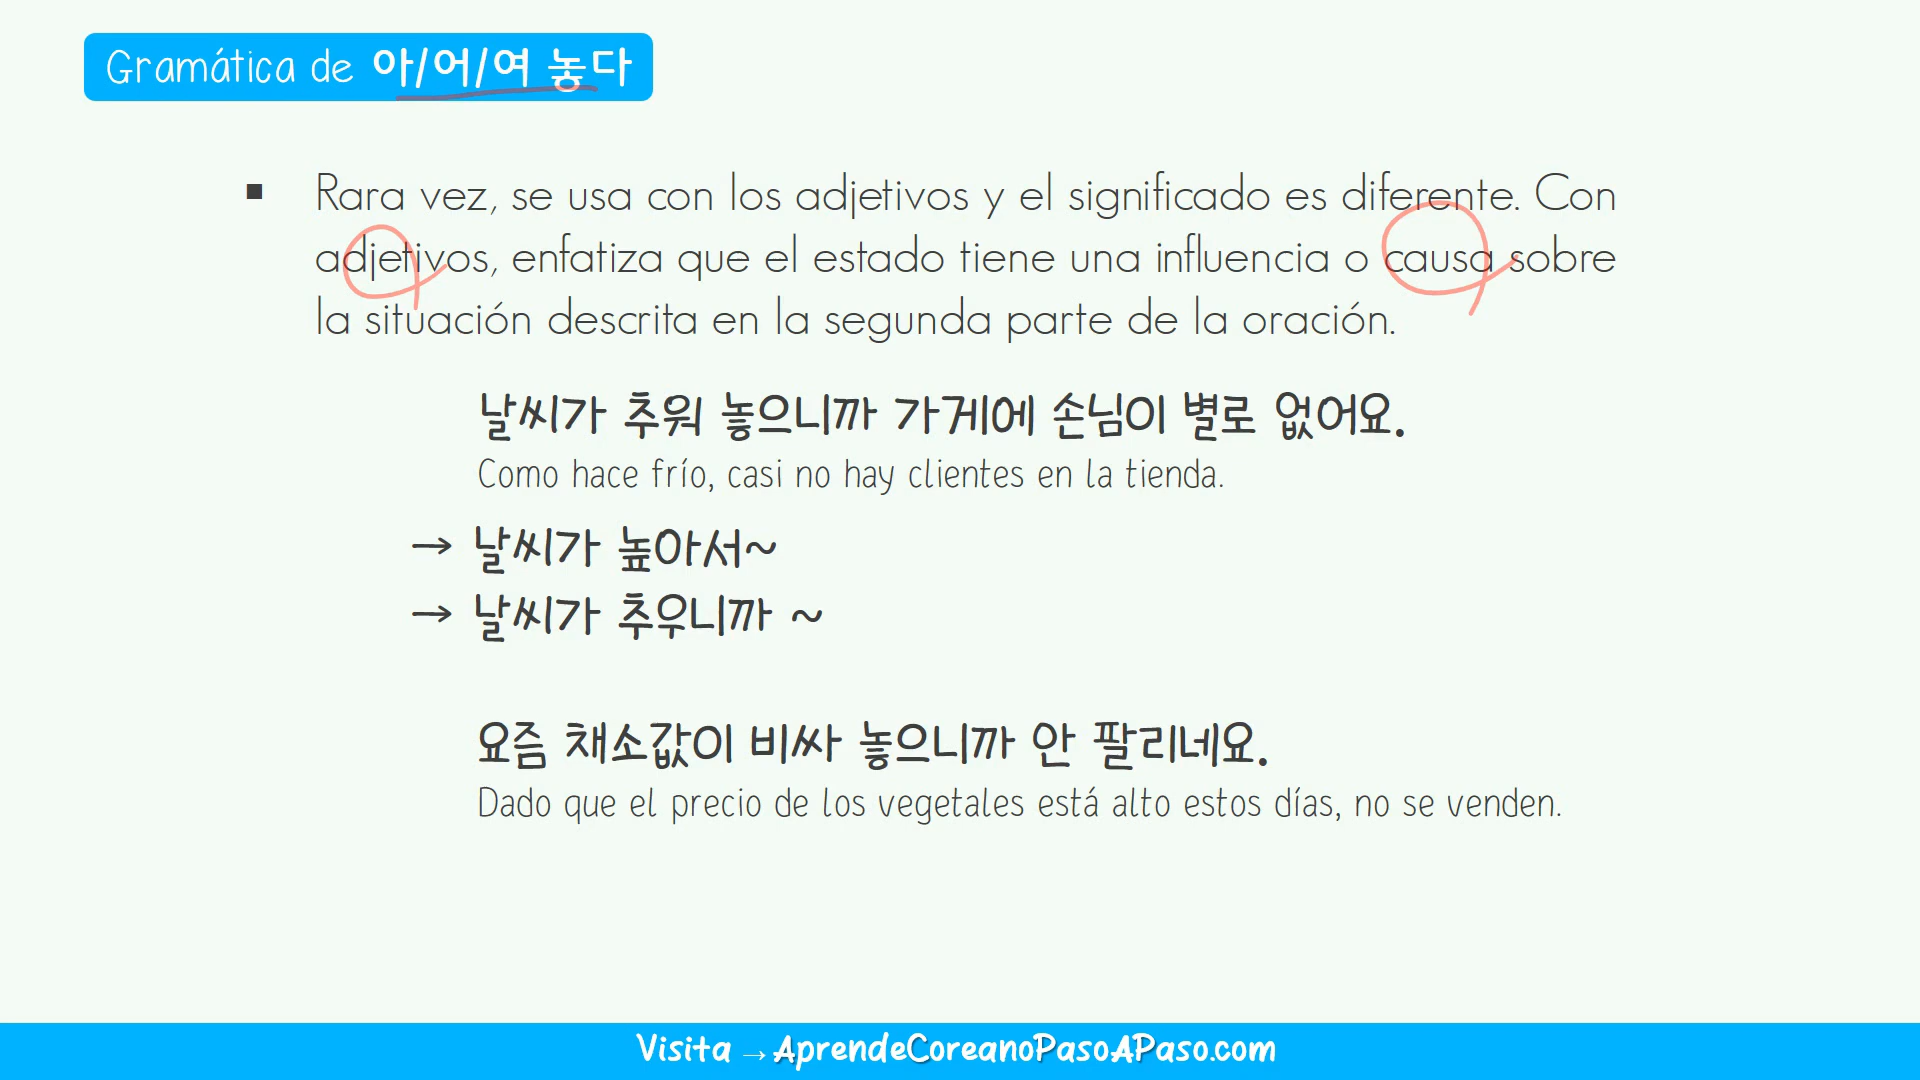 Gramática de 아/어/여 놓다
▪ Rara vez, se usa con los adjetivos y el significado es diferente. Con
adjetivos, enfatiza que el estado tiene una influencia o causa sobre
la situación descrita en la segunda parte de la oración.
날씨가 추워 놓으니까 가게에 손님이 별로 없어요.
Como hace frío, casi no hay clientes en la tienda.
→ 날씨가 높아서~
→ 날씨가 추우니까 ~
요즘 채소값이 비싸 놓으니까 안 팔리네요.
Dado que el precio de los vegetales está alto estos días, no se venden.
Visita → AprendeCoreanoPasoAPaso.com